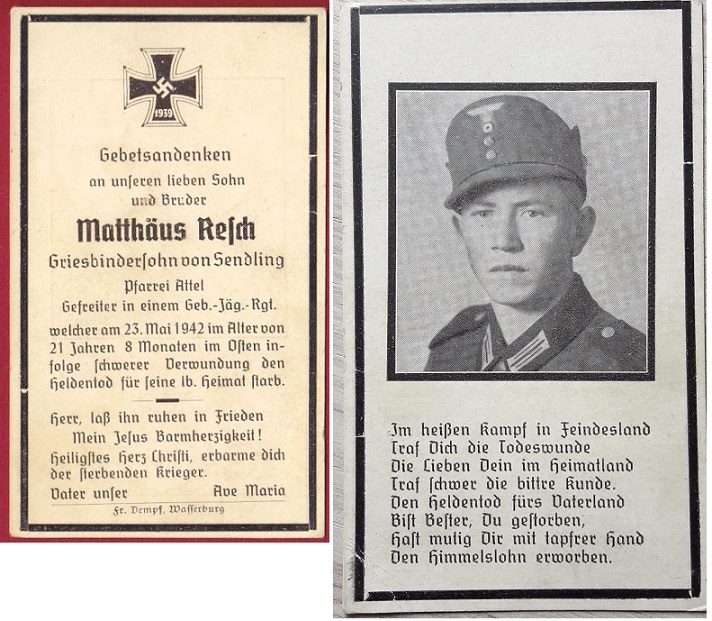 1939
Gebetsandenken
an unseren lieben Sohn
und Bruder
Matthäus Resch
Griesbindersohn von Sendling
Pfarrei Attel
Gefreiter in einem Geb.-Jäg.-Rgt.
welcher am 23. Mai 1942 im Alter von
21 Jahren 8 Monaten im Osten in-
folge schwerer Verwundung den
Heldentod für seine lb. Heimat starb.
Herr, laß ihn ruhen in Frieden
Mein Jesus Barmherzigkeit!
Heiligstes Herz Christi, erbarme dich
der sterbenden Krieger.
Vater unser Ave Maria
Fr. Dempf, Wasserburg
Im heißen Kampf in Feindesland
Traf Dich die Todeswunde
Die Lieben Dein im Heimatland
Traf schwer die bittre Kunde.
Den Heldentod fürs Vaterland
Bist Bester, Du gestorben,
Hast mutig Dir mit tapfrer Hand
Den Himmelslohn erworben.